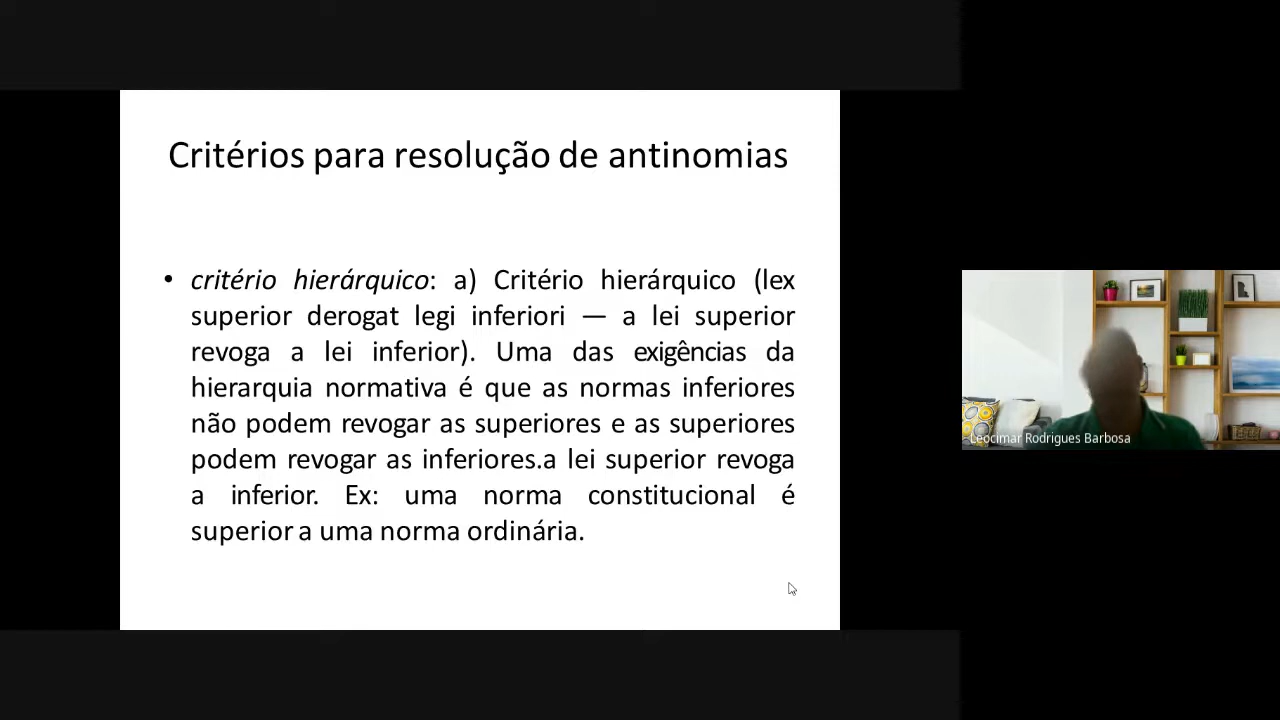 Critérios para resolução de antinomias
• critério hierárquico: a) Critério hierárquico (lex
superior derogat legi inferiori — a lei superior
revoga a lei inferior). Uma das exigências da
hierarquia normativa é que as normas inferiores
não podem revogar as superiores e as superiores
podem revogar as inferiores.a lei superior revoga
a inferior. Ex: uma norma constitucional é
superior a uma norma ordinária.
Leocimar Rodrigues Barbosa